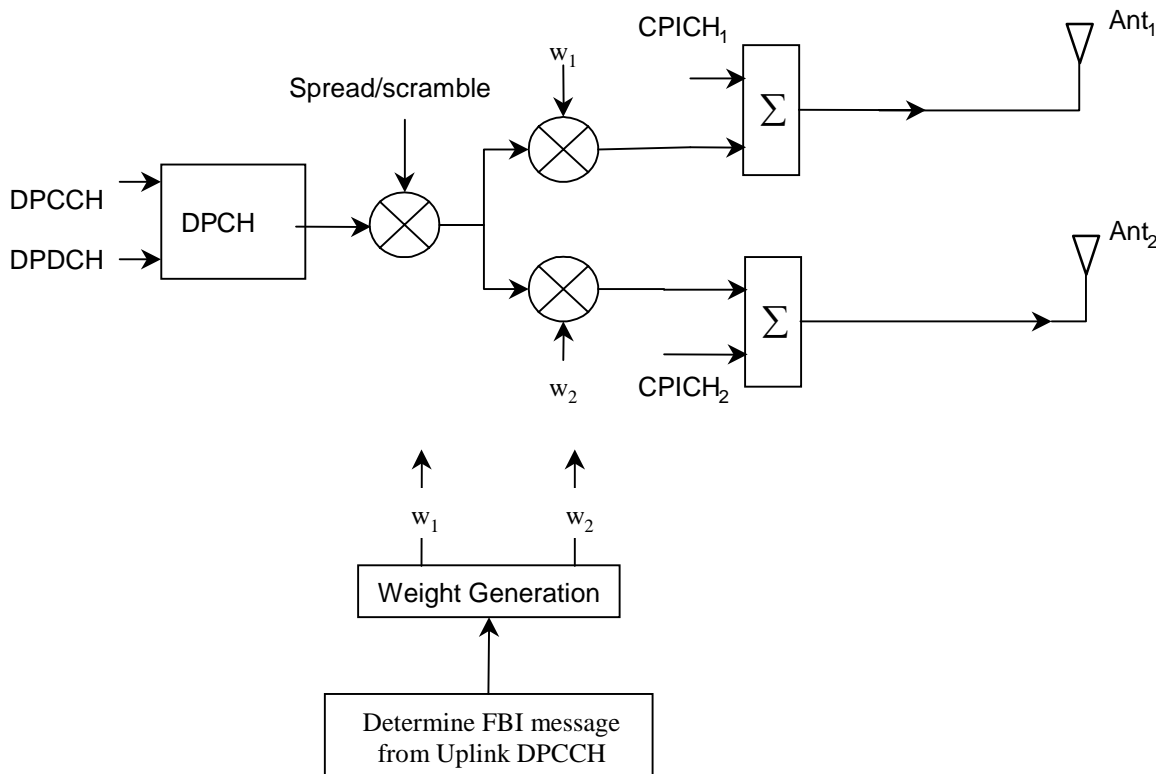 CPICH₁
Ant₁
w₁
Spread/scramble
Σ
DPCCH
DPCH
DPDCH
Ant₂
Σ
w₂
CPICH₂
w₁
w₂
Weight Generation
Determine FBI message
from Uplink DPCCH